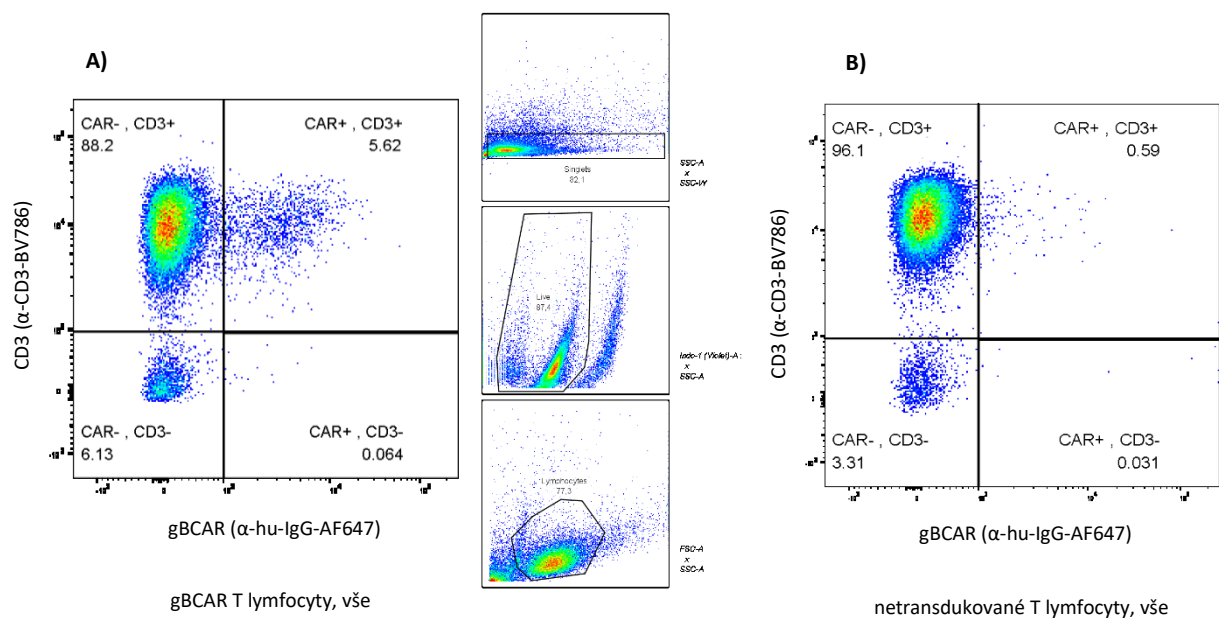 A)
CAR- , CD3+
88.2
CAR+ , CD3+
5.62
CAR- , CD3-
6.13
CAR+ , CD3-
0.064
CD3 (α-CD3-BV786)
gBCAR (α-hu-IgG-AF647)
gBCAR T lymfocyty, vše
Singlets
82,1
SSC-A
x
SSC-W
Live
87,4
SSC-A
Lymphocytes
77,3
FSC-A
x
SSC-A
B)
CAR- , CD3+
96.1
CAR+ , CD3+
0.59
CAR- , CD3-
3.31
CAR+ , CD3-
0.031
CD3 (α-CD3-BV786)
gBCAR (α-hu-IgG-AF647)
netransdukované T lymfocyty, vše